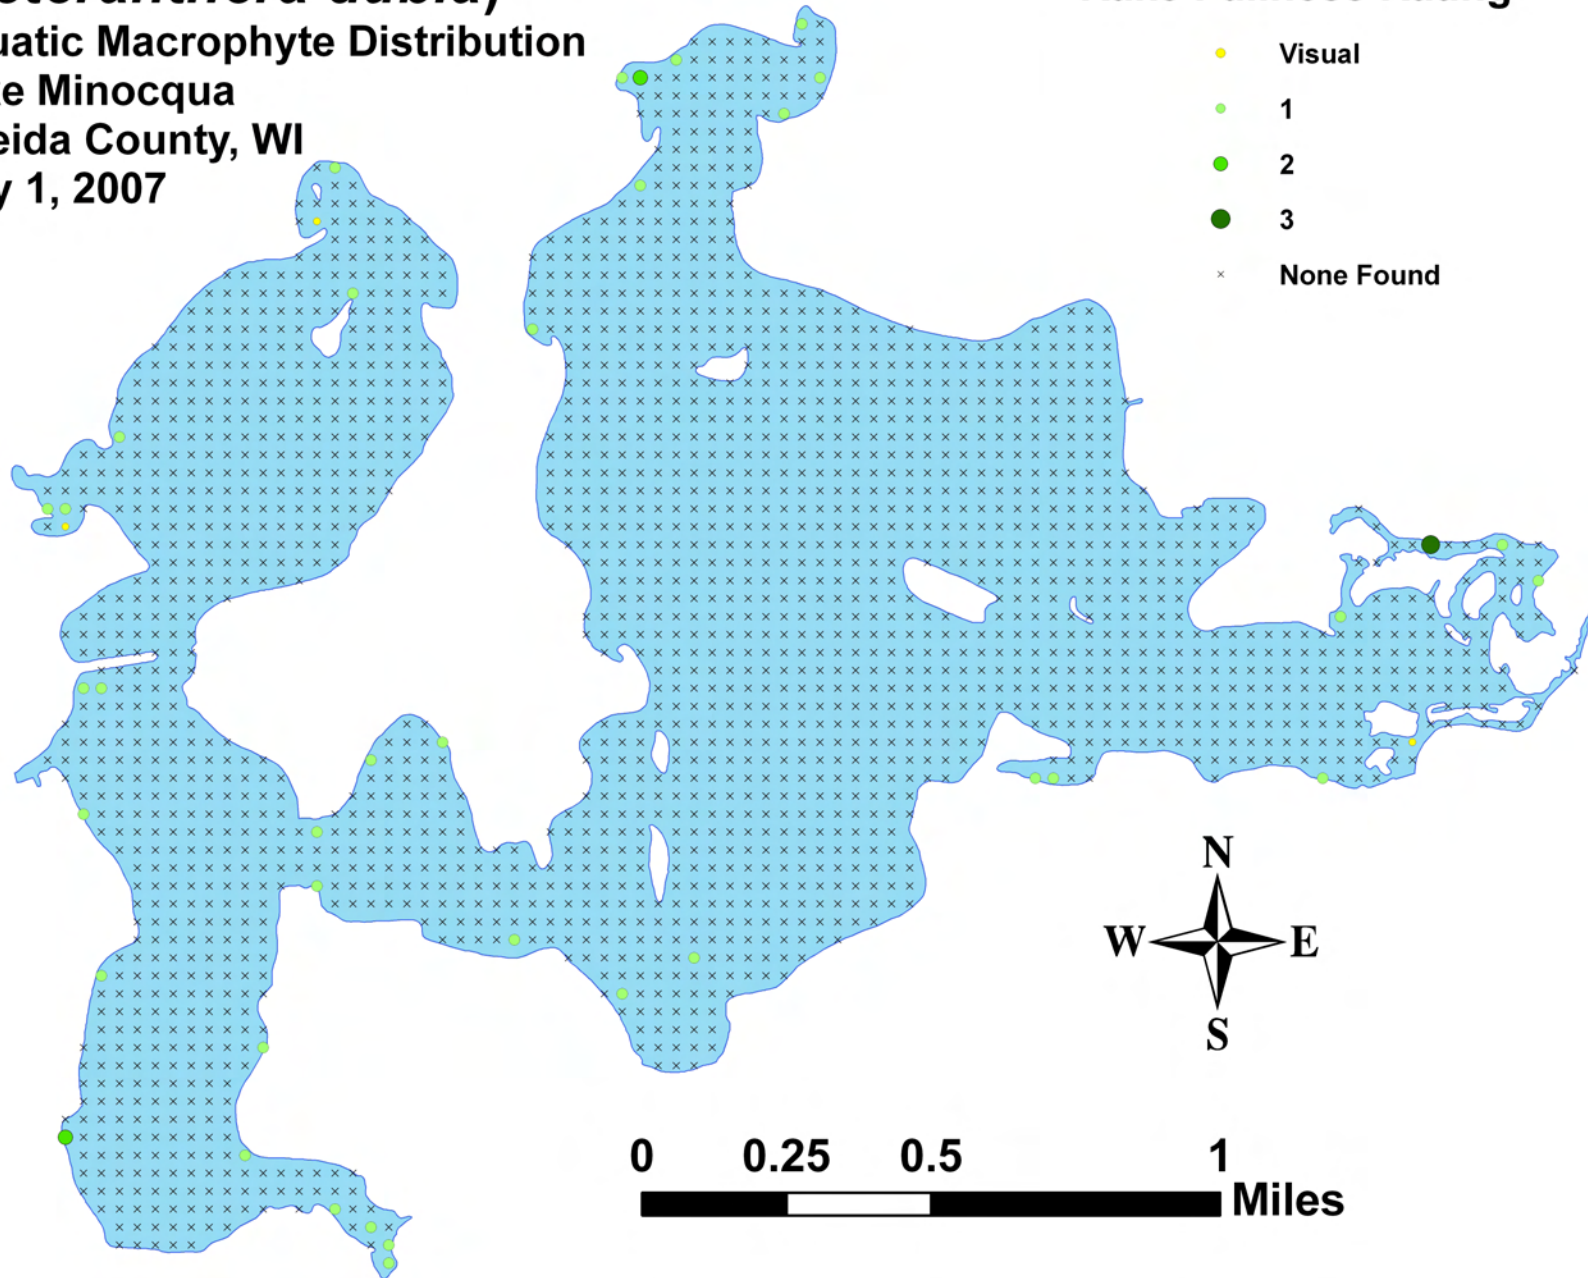 uatic Macrophyte Distribution
e Minocqua
eida County, WI
y 1, 2007
Visual
1
2
3
None Found
N
W E
S
0 0.25 0.5 1
Miles